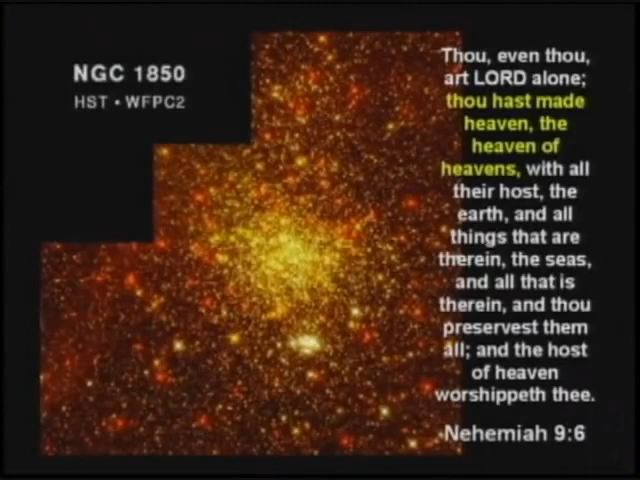 NGC 1850
HST • WFPC2
Thou, even thou,
art LORD alone;
thou hast made
heaven, the
heaven of
heavens, with all
their host, the
earth, and all
things that are
therein, the seas,
and all that is
therein, and thou
preservest them
all; and the host
of heaven
worshippeth thee.
Nehemiah 9:6